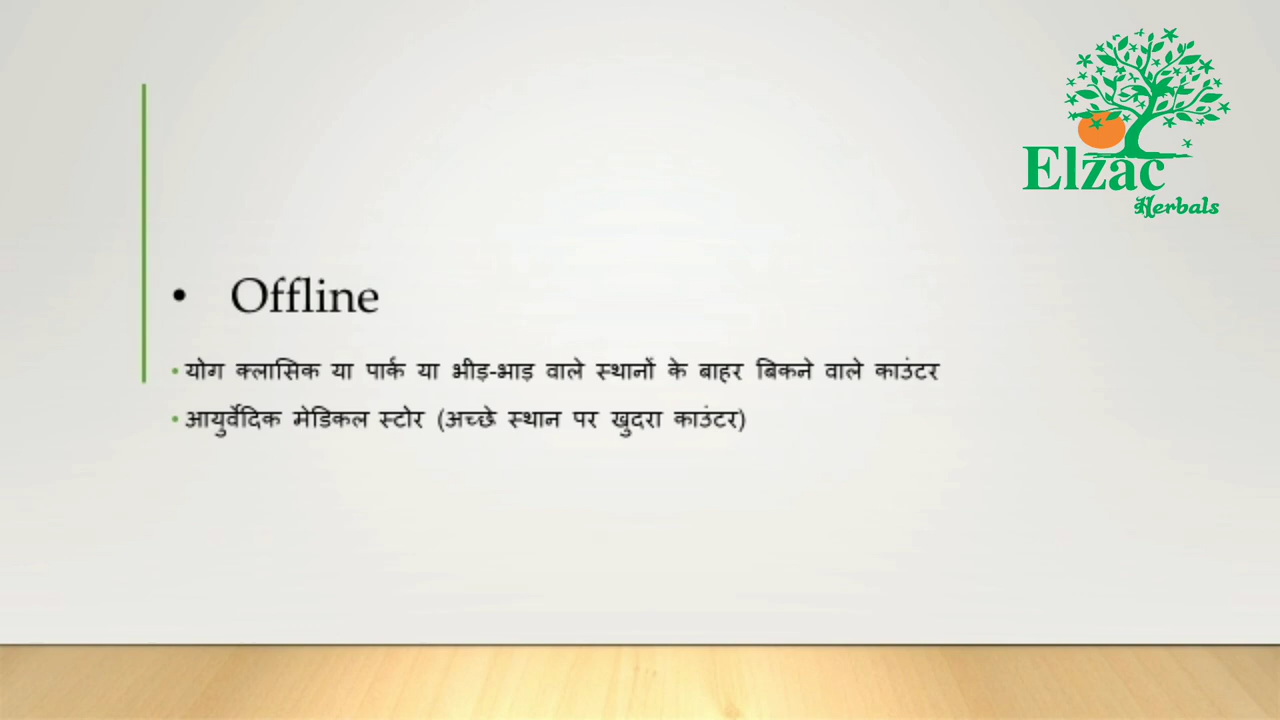 Elzac
Herbals
• Offline
• योग क्लासिक या पार्क या भीड़-भाड़ वाले स्थानों के बाहर बिकने वाले काउंटर
• आयुर्वेदिक मेडिकल स्टोर (अच्छे स्थान पर खुदरा काउंटर)